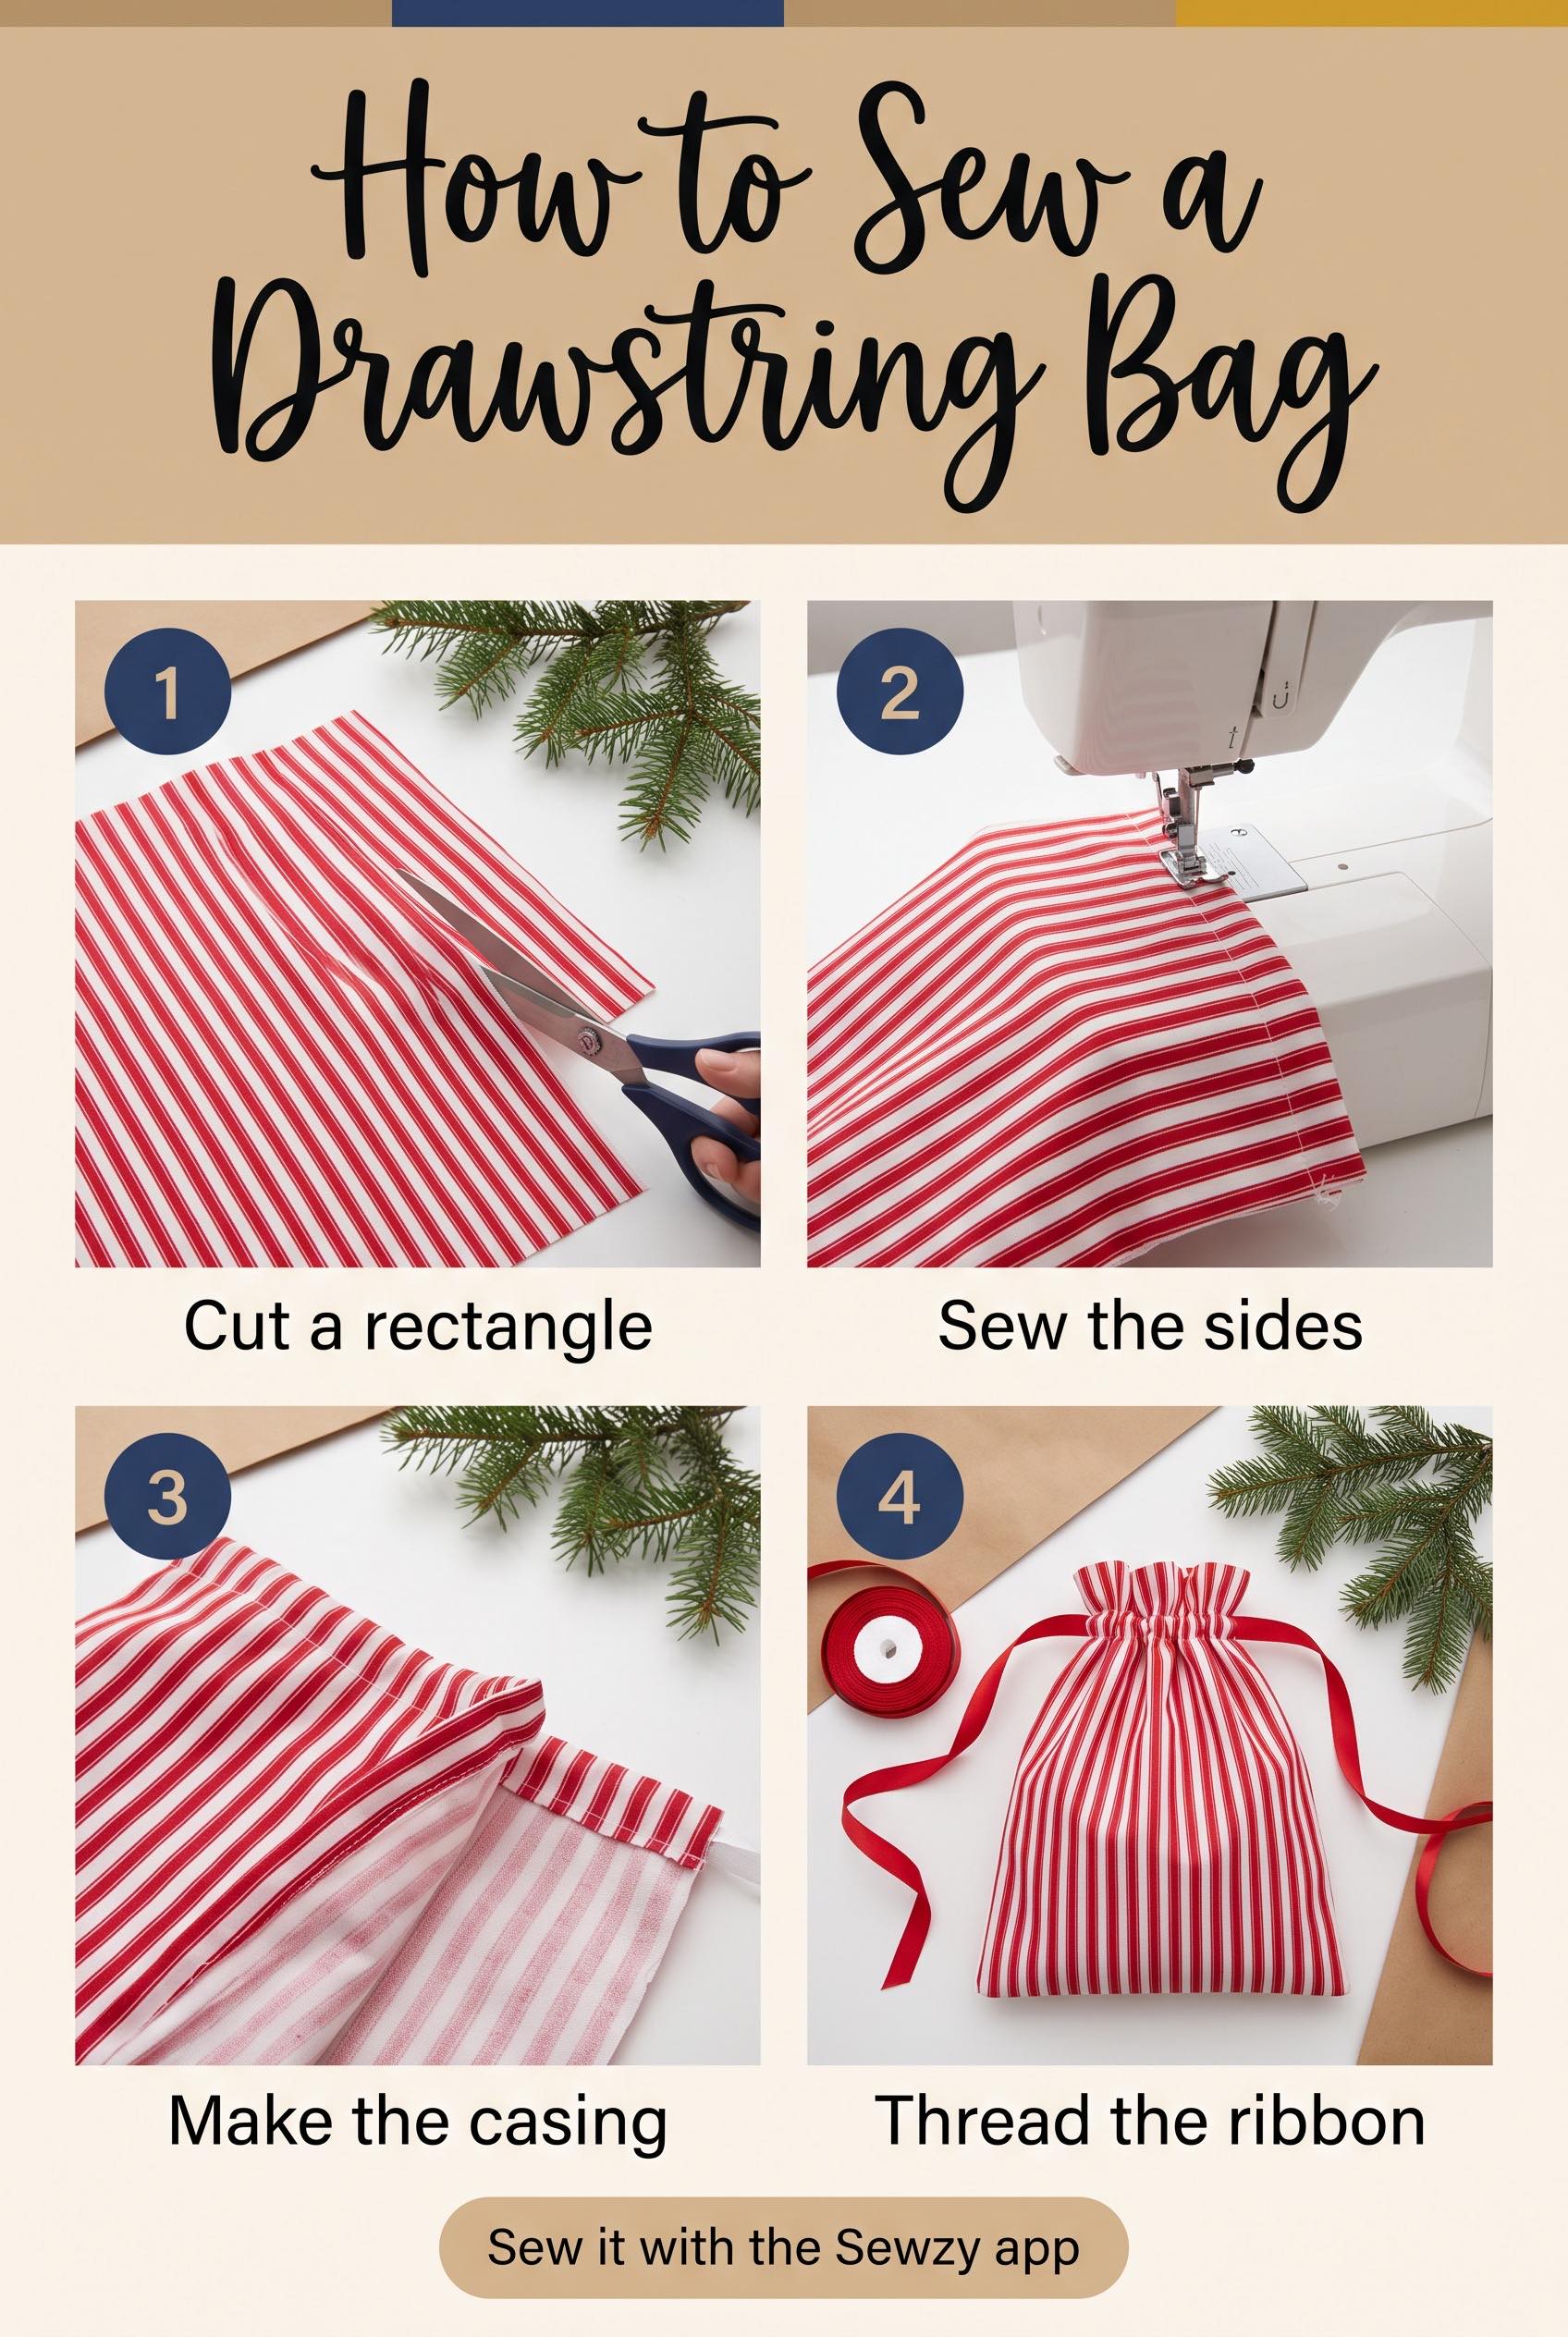 How to Sew a
Drawstring Bag
1
2
Cut a rectangle
Sew the sides
3
4
Make the casing
Thread the ribbon
Sew it with the Sewzy app